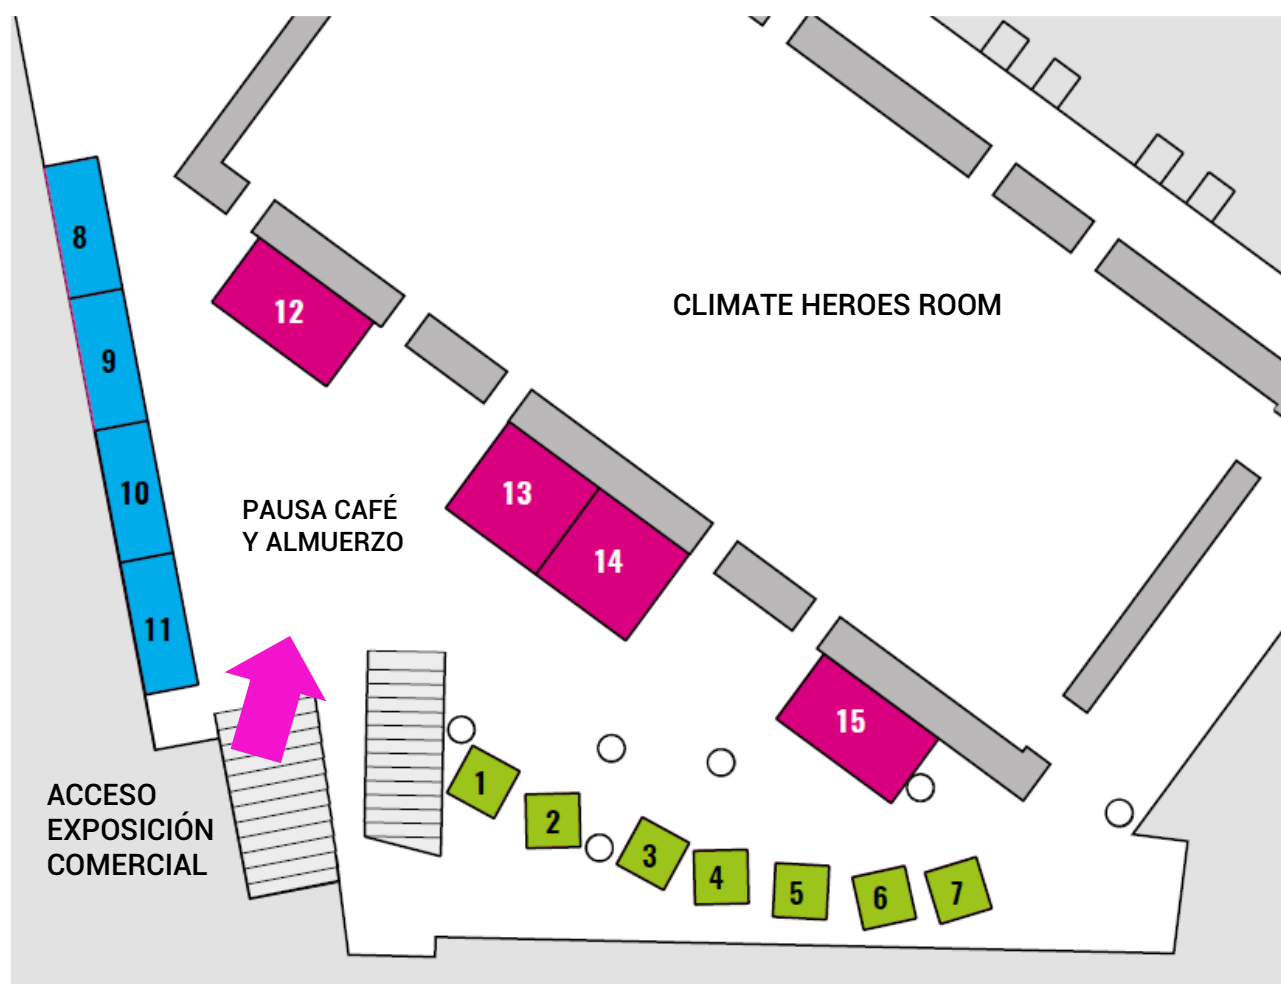 8
12
CLIMATE HEROES ROOM
9
10
13
PAUSA CAFÉ
Y ALMUERZO
14
11
15
1
ACCESO
EXPOSICIÓN
COMERCIAL
2
3
4
5
6
7